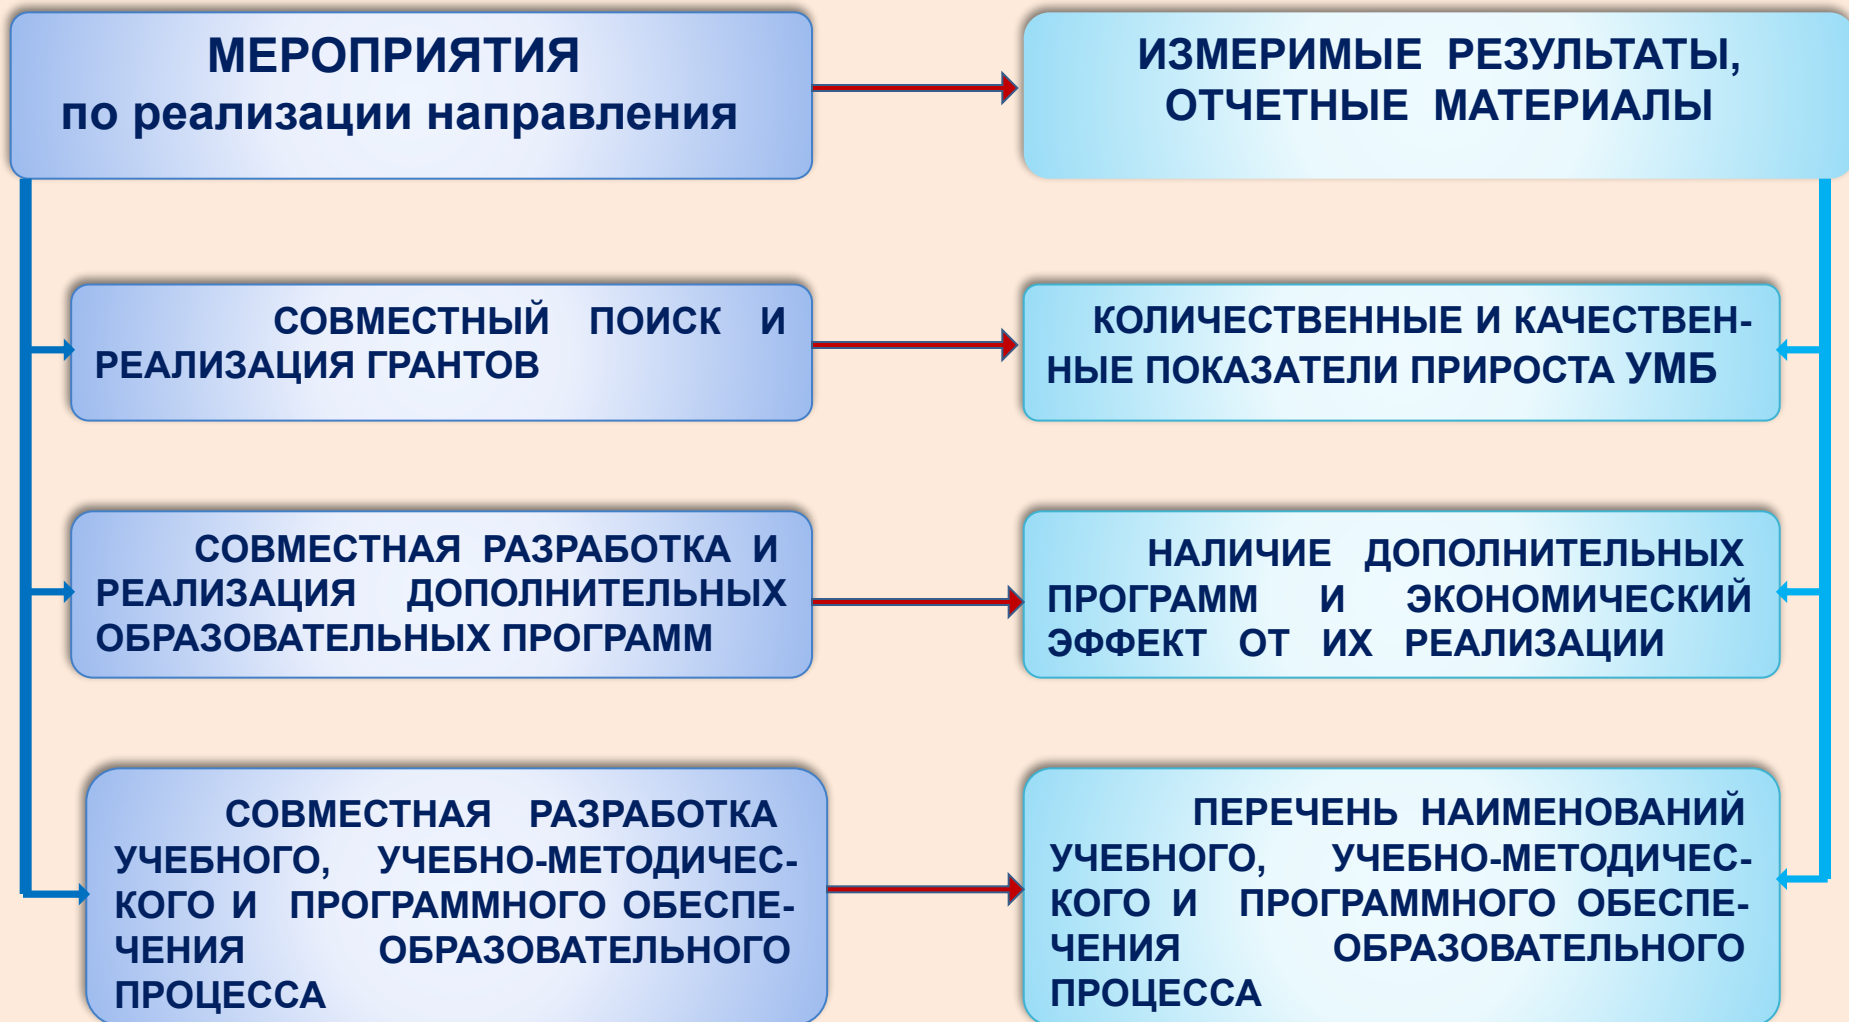 МЕРОПРИЯТИЯ
по реализации направления
ИЗМЕРИМЫЕ РЕЗУЛЬТАТЫ,
ОТЧЕТНЫЕ МАТЕРИАЛЫ
СОВМЕСТНЫЙ ПОИСК И
РЕАЛИЗАЦИЯ ГРАНТОВ
КОЛИЧЕСТВЕННЫЕ И КАЧЕСТВЕН-
НЫЕ ПОКАЗАТЕЛИ ПРИРОСТА УМБ
СОВМЕСТНАЯ РАЗРАБОТКА И
РЕАЛИЗАЦИЯ ДОПОЛНИТЕЛЬНЫХ
ОБРАЗОВАТЕЛЬНЫХ ПРОГРАММ
НАЛИЧИЕ ДОПОЛНИТЕЛЬНЫХ
ПРОГРАММ И ЭКОНОМИЧЕСКИЙ
ЭФФЕКТ ОТ ИХ РЕАЛИЗАЦИИ
СОВМЕСТНАЯ РАЗРАБОТКА
УЧЕБНОГО, УЧЕБНО-МЕТОДИЧЕС-
КОГО И ПРОГРАММНОГО ОБЕСПЕ-
ЧЕНИЯ ОБРАЗОВАТЕЛЬНОГО
ПРОЦЕССА
ПЕРЕЧЕНЬ НАИМЕНОВАНИЙ
УЧЕБНОГО, УЧЕБНО-МЕТОДИЧЕС-
КОГО И ПРОГРАММНОГО ОБЕСПЕ-
ЧЕНИЯ ОБРАЗОВАТЕЛЬНОГО
ПРОЦЕССА